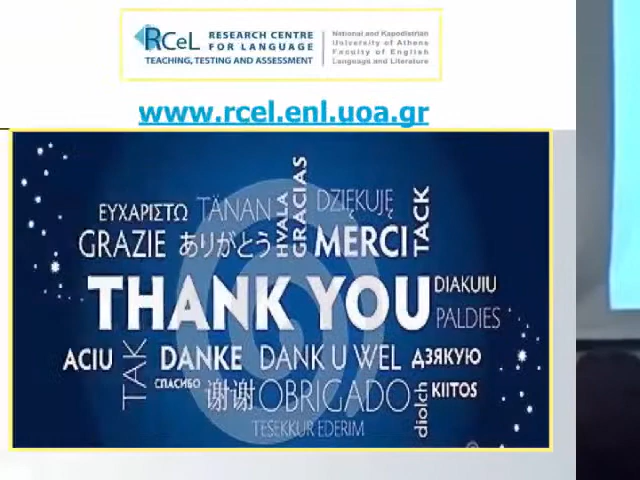 RCeL
RESEARCH CENTRE
FOR LANGUAGE
TEACHING, TESTING AND ASSESSMENT
National and Kapodistrian
University of Athens
Faculty of English
Language and Literature
www.rcel.enl.uoa.gr
ΕΥΧΑΡΙΣΤΩ TÄNAN HVALA GRACIAS DZIĘKUJĘ TACK
GRAZIE ありがとう MERCI
THANK YOU DIAKUIU
PALDIES
ACIU TAK DANKE DANK U WEL ДЗЯКУЮ
СПАСИБО 谢谢 OBRIGADO diolch KIITOS
TESEKKUR EDERIM